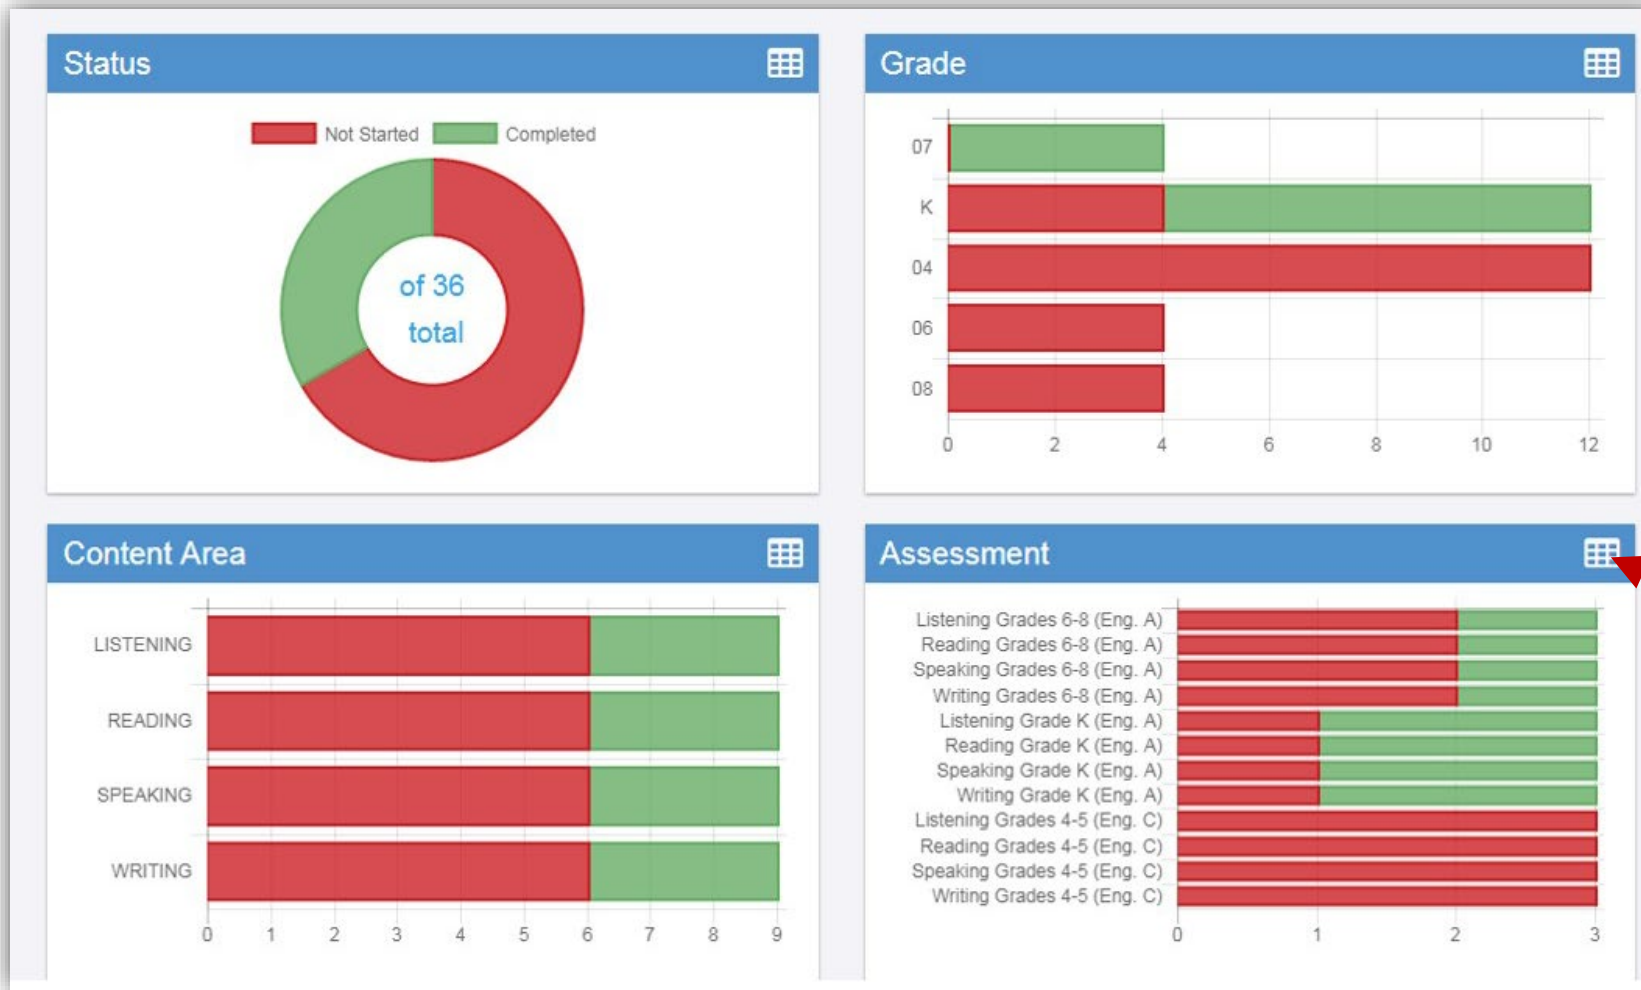 Status
Not Started
Completed
of 36
total
Grade
07
K
04
06
08
0 2 4 6 8 10 12
Content Area
LISTENING
READING
SPEAKING
WRITING
0 1 2 3 4 5 6 7 8 9
Assessment
Listening Grades 6-8 (Eng. A)
Reading Grades 6-8 (Eng. A)
Speaking Grades 6-8 (Eng. A)
Writing Grades 6-8 (Eng. A)
Listening Grade K (Eng. A)
Reading Grade K (Eng. A)
Speaking Grade K (Eng. A)
Writing Grade K (Eng. A)
Listening Grades 4-5 (Eng. C)
Reading Grades 4-5 (Eng. C)
Speaking Grades 4-5 (Eng. C)
Writing Grades 4-5 (Eng. C)
0 1 2 3